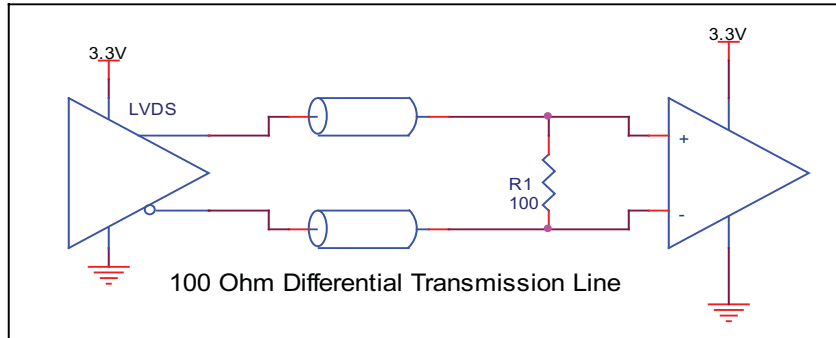 3.3V
3.3V
LVDS
+
R1
100
-
100 Ohm Differential Transmission Line